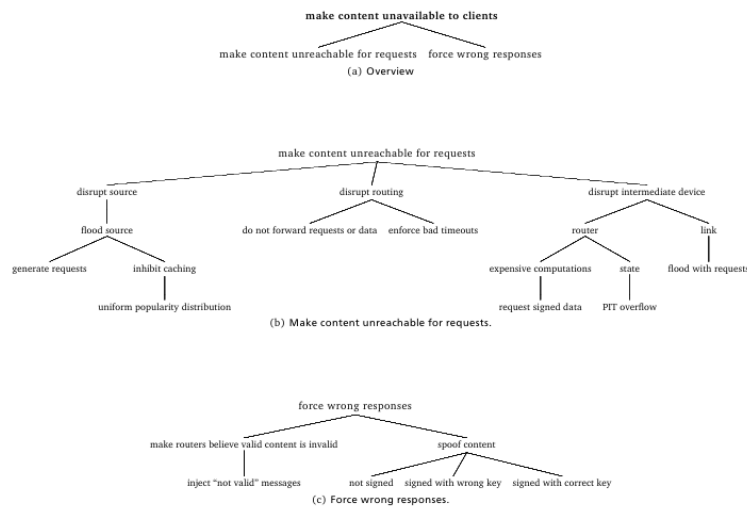 make content unavailable to clients
make content unreachable for requests force wrong responses
(a) Overview
make content unreachable for requests
disrupt source disrupt routing disrupt intermediate device
flood source do not forward requests or data enforce bad timeouts router link
generate requests inhibit caching expensive computations state flood with requests
uniform popularity distribution request signed data PIT overflow
(b) Make content unreachable for requests.
force wrong responses
make routers believe valid content is invalid spoof content
inject “not valid” messages not signed signed with wrong key signed with correct key
(c) Force wrong responses.